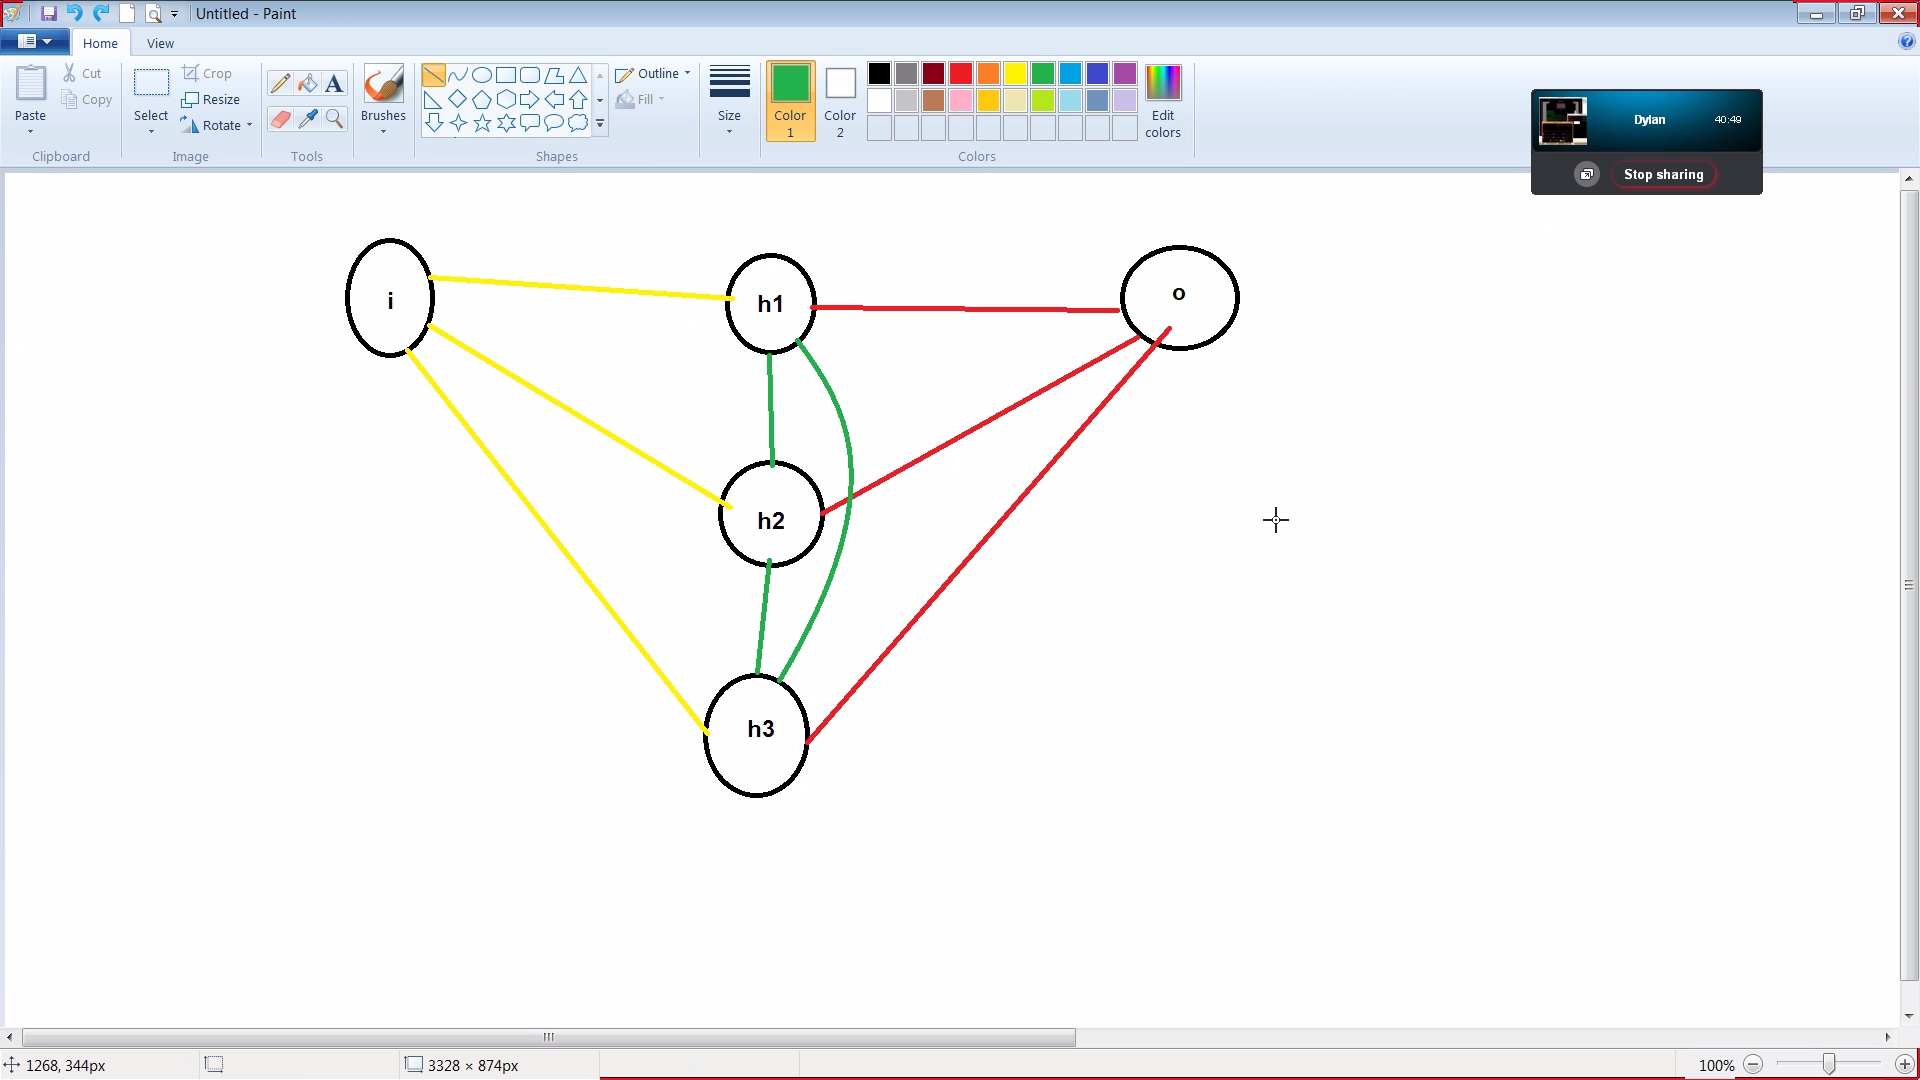 Untitled - Paint
Home View
Paste
Cut
Copy
Clipboard
Select
Crop
Resize
Rotate
Image
A
Tools
Brushes
Shapes
Outline
Fill
Size
Color 1
Color 2
Colors
Edit colors
Dylan 40:49
Stop sharing
i
h1
o
h2
h3
1268, 344px
3328 × 874px
100%